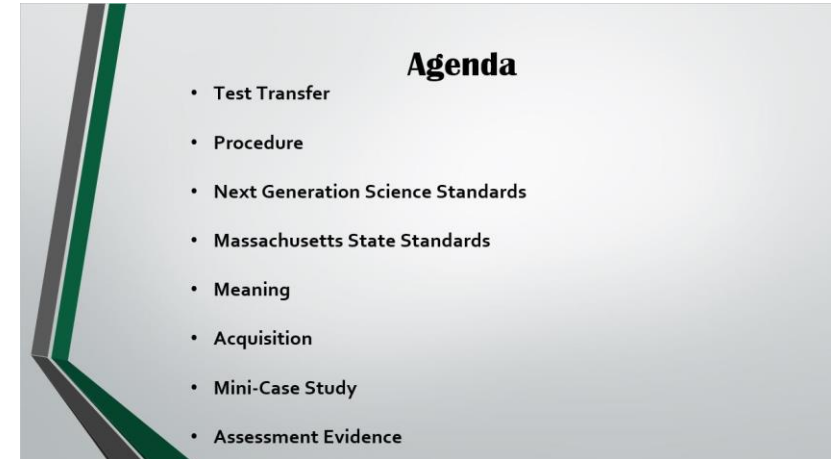 Agenda
• Test Transfer
• Procedure
• Next Generation Science Standards
• Massachusetts State Standards
• Meaning
• Acquisition
• Mini-Case Study
• Assessment Evidence